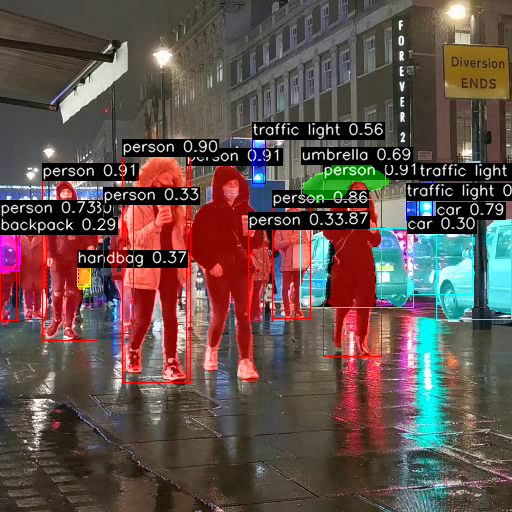 FOREVER 2
Diversion
ENDS
traffic light 0.56
person 0.90
person 0.91
umbrella 0.69
person 0.91
person 0.91
traffic light
person 0.33
traffic light 0
person 0.86
person 0.73
car 0.79
backpack 0.29
person 0.33.87
car 0.30
handbag 0.37